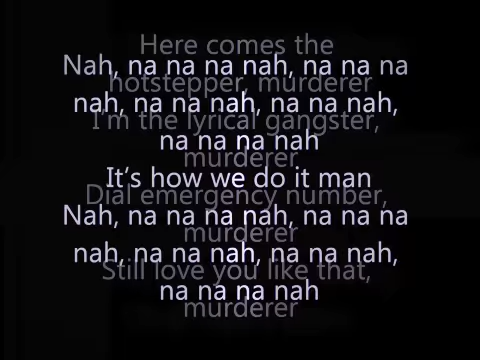 Here comes the
Nah, na na na nah, na na na
hotstepper, murderer
nah, na na nah, na na nah,
I'm the lyrical gangster,
na na na nah
murderer
It's how we do it man
Dial emergency number,
Nah, na na na nah, na na na
murderer
nah, na na nah, na na nah,
Still love you like that,
na na na nah
murderer